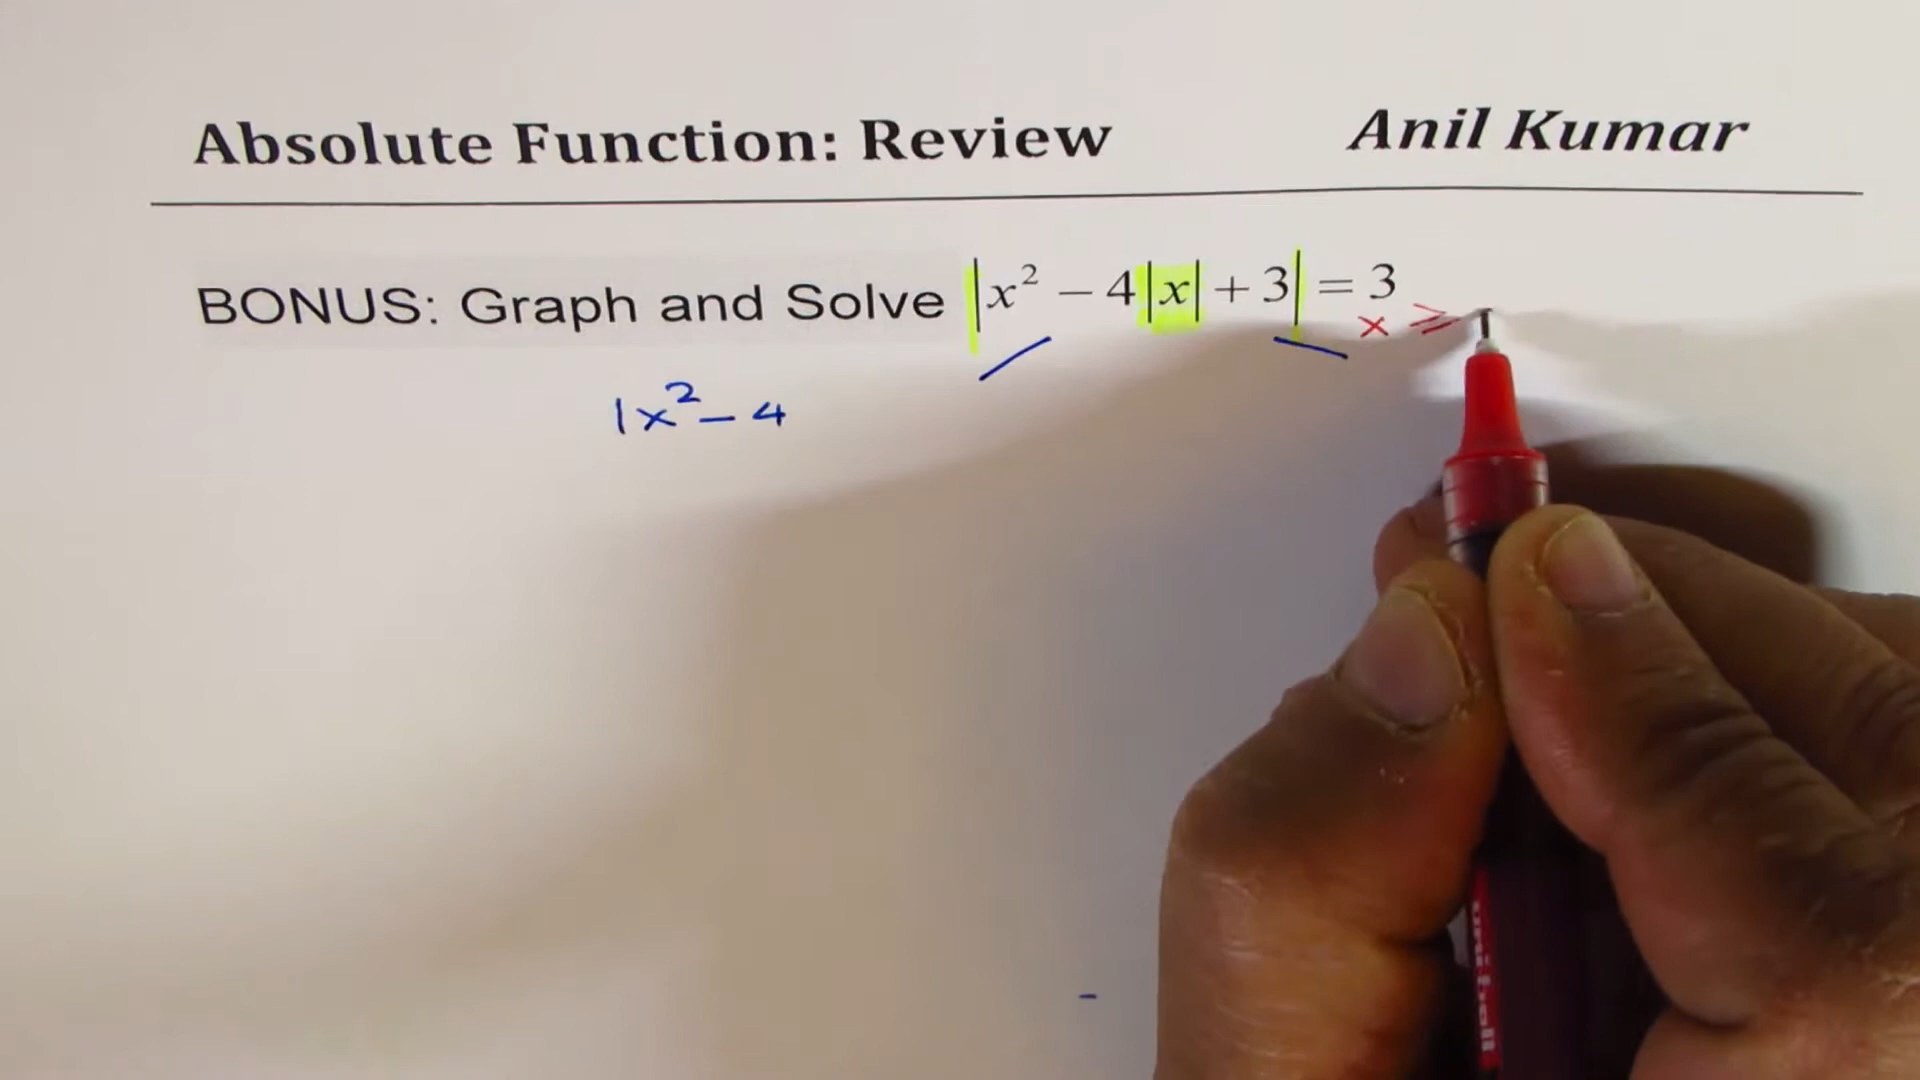 Absolute Function: Review
Anil Kumar
BONUS: Graph and Solve |x² – 4|x| + 3| = 3
x ≥
|x² – 4